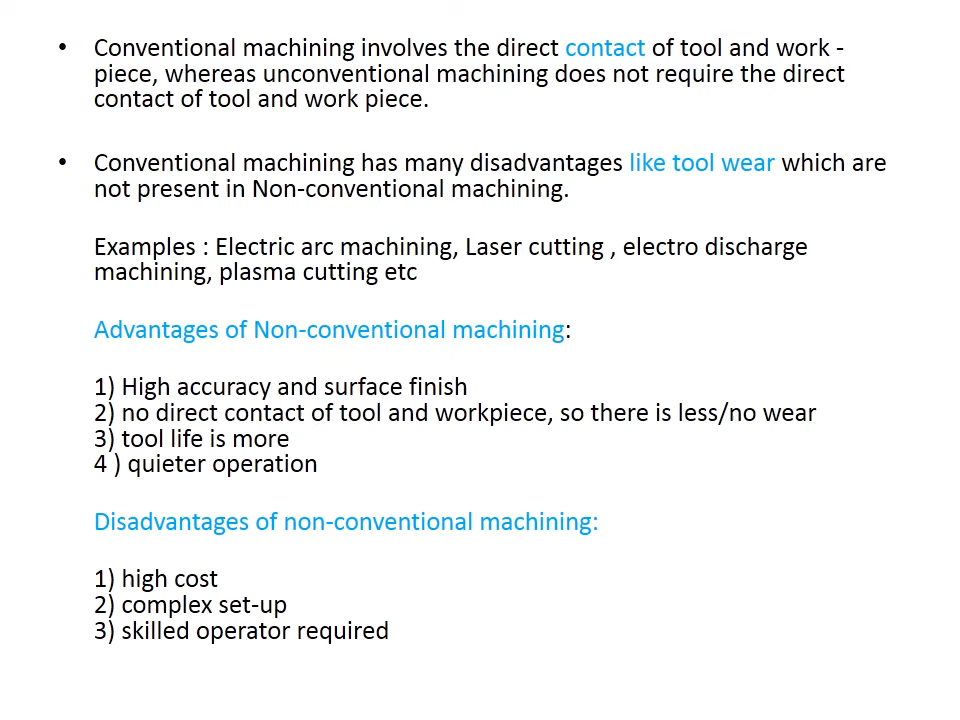 • Conventional machining involves the direct contact of tool and work -
piece, whereas unconventional machining does not require the direct
contact of tool and work piece.
• Conventional machining has many disadvantages like tool wear which are
not present in Non-conventional machining.
Examples : Electric arc machining, Laser cutting , electro discharge
machining, plasma cutting etc
Advantages of Non-conventional machining:
1) High accuracy and surface finish
2) no direct contact of tool and workpiece, so there is less/no wear
3) tool life is more
4 ) quieter operation
Disadvantages of non-conventional machining:
1) high cost
2) complex set-up
3) skilled operator required